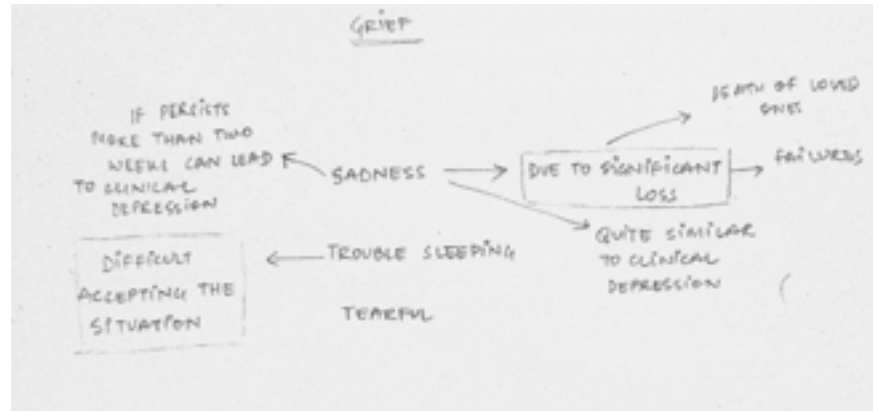 GRIEF
IF PERSISTS
MORE THAN TWO
WEEKS CAN LEAD
TO CLINICAL
DEPRESSION
SADNESS
DUE TO SIGNIFICANT
LOSS
DEATH OF LOVED
ONES
FAILURES
QUITE SIMILAR
TO CLINICAL
DEPRESSION
TROUBLE SLEEPING
DIFFICULT
ACCEPTING THE
SITUATION
TEARFUL